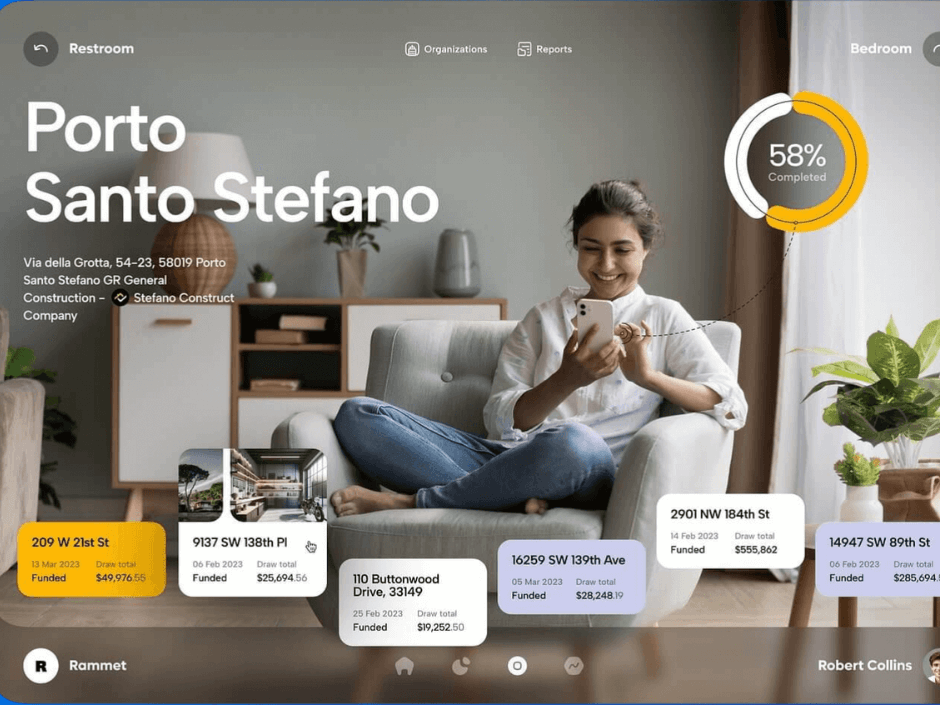 Restroom
Organizations
Reports
Bedroom
Porto
Santo Stefano
Via della Grotta, 54-23, 58019 Porto
Santo Stefano GR General
Construction - Stefano Construct
Company
58%
Completed
209 W 21st St
13 Mar 2023 Draw total
Funded $49,976.55
9137 SW 138th Pl
06 Feb 2023 Draw total
Funded $25,694.56
110 Buttonwood
Drive, 33149
25 Feb 2023 Draw total
Funded $19,252.50
16259 SW 139th Ave
05 Mar 2023 Draw total
Funded $28,248.19
2901 NW 184th St
14 Feb 2023 Draw total
Funded $555,862
14947 SW 89th St
06 Feb 2023 Draw total
Funded $285,694.
R Rammet
Robert Collins